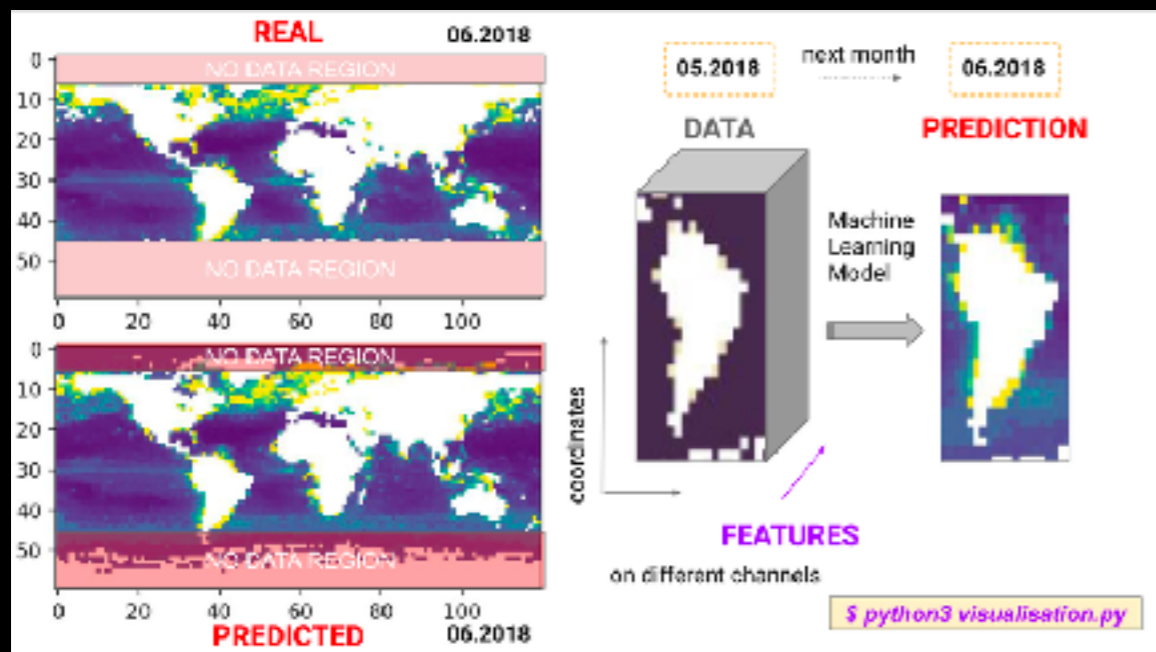 REAL
06.2018
0
NO DATA REGION
10
20
30
40
50
NO DATA REGION
0 20 40 60 80 100
0
NO DATA REGION
10
20
30
40
50
NO DATA REGION
0 20 40 60 80 100
PREDICTED
06.2018
05.2018
next month
06.2018
DATA
PREDICTION
Machine
Learning
Model
coordinates
FEATURES
on different channels
$ python3 visualisation.py